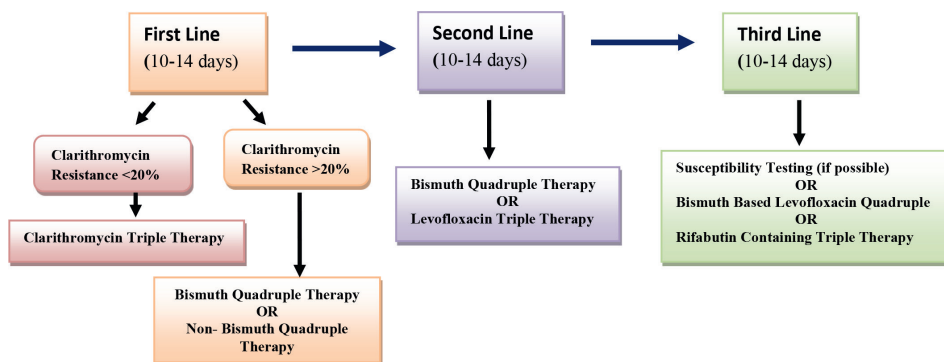 First Line
(10-14 days)
Second Line
(10-14 days)
Third Line
(10-14 days)
Clarithromycin
Resistance <20%
Clarithromycin
Resistance >20%
Clarithromycin Triple Therapy
Bismuth Quadruple Therapy
OR
Non- Bismuth Quadruple
Therapy
Bismuth Quadruple Therapy
OR
Levofloxacin Triple Therapy
Susceptibility Testing (if possible)
OR
Bismuth Based Levofloxacin Quadruple
OR
Rifabutin Containing Triple Therapy